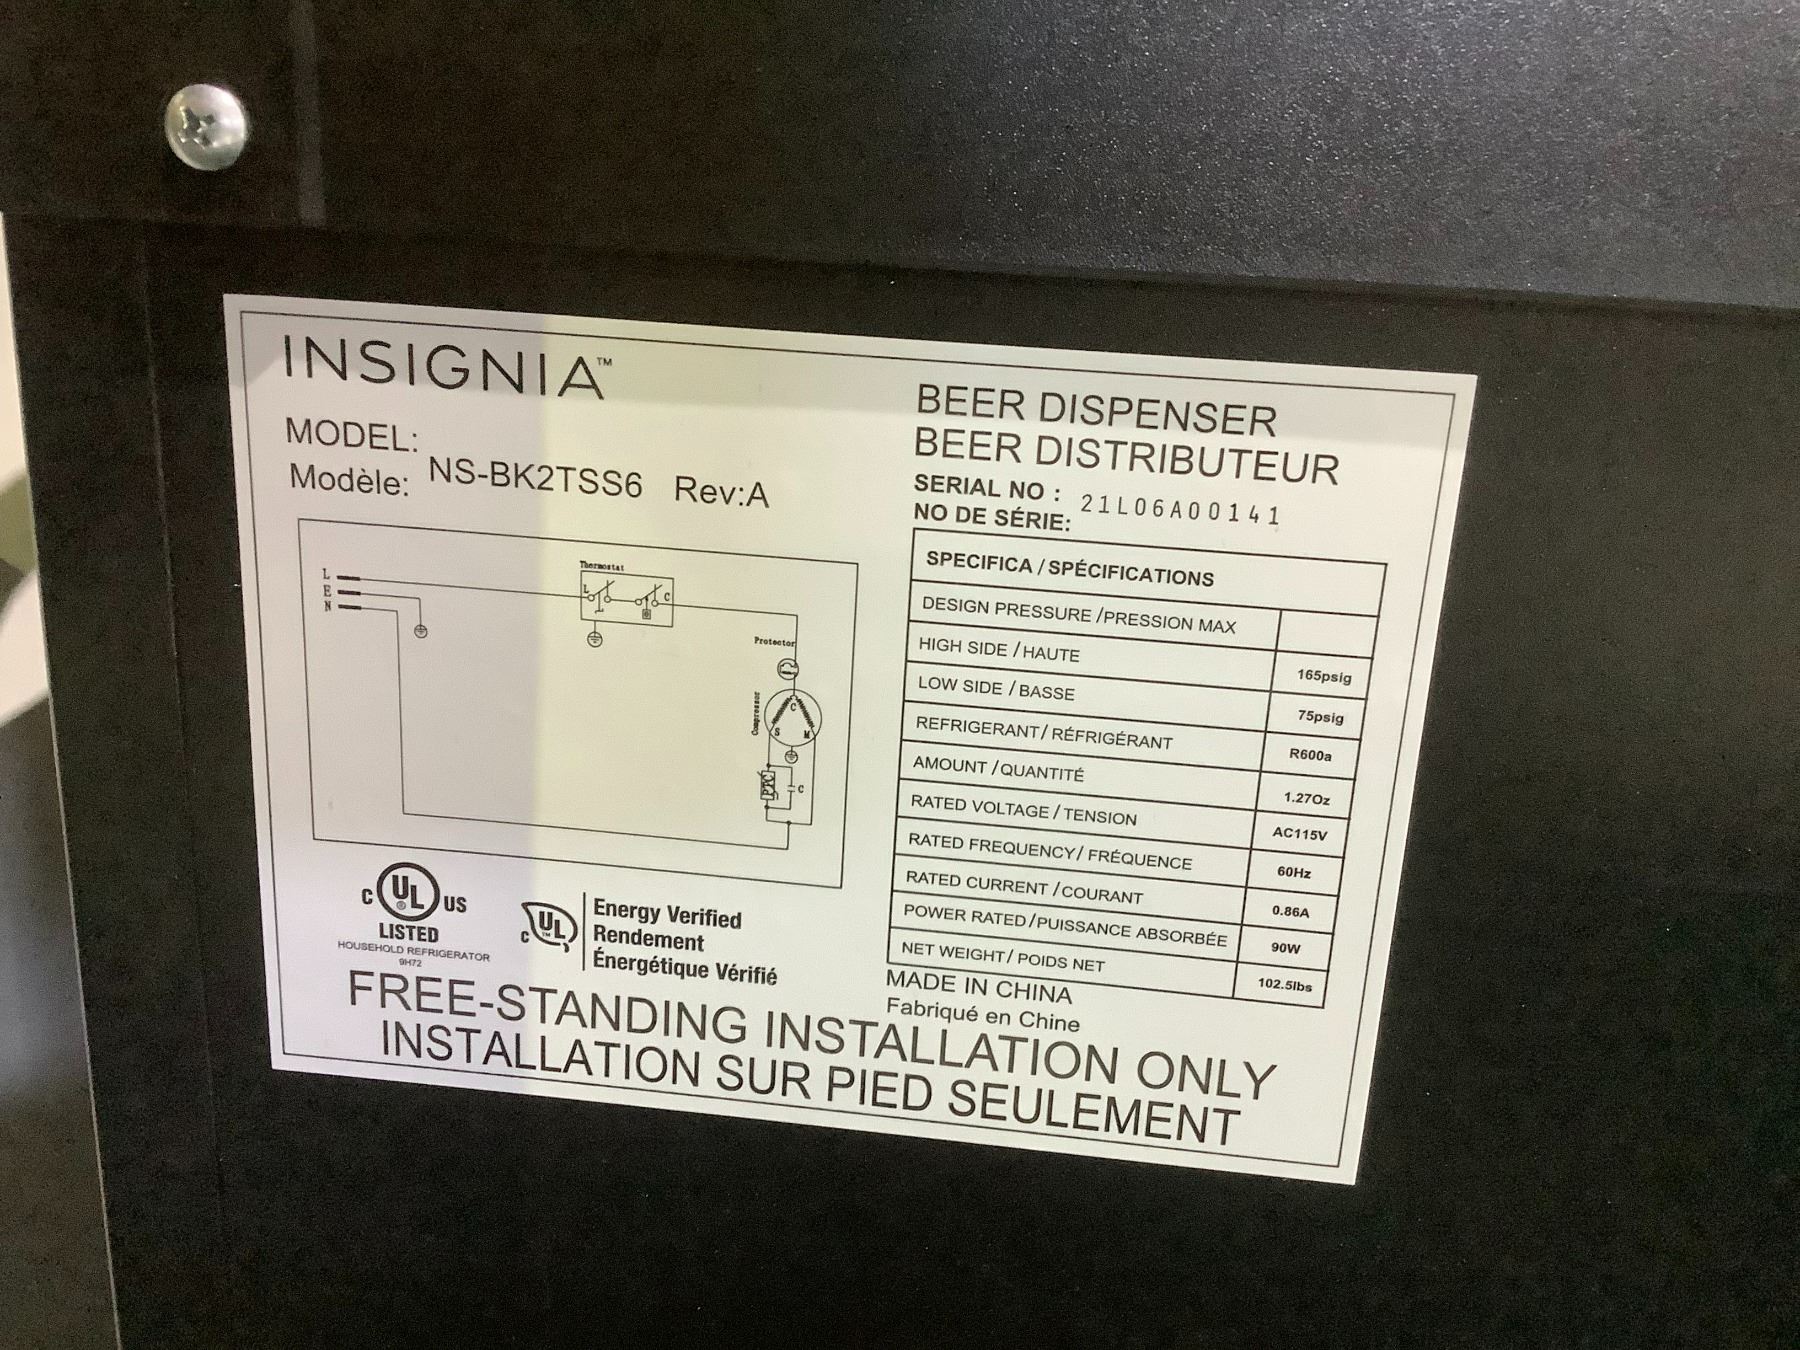 INSIGNIA™
MODEL:
Modèle: NS-BK2TSS6 Rev:A
BEER DISPENSER
BEER DISTRIBUTEUR
SERIAL NO :
NO DE SÉRIE: 21L06A00141
L
E
N
Thermostat
L
C
Protector
Compressor
C
S M
PTC
C
SPECIFICA / SPÉCIFICATIONS
DESIGN PRESSURE / PRESSION MAX
HIGH SIDE / HAUTE 165psig
LOW SIDE / BASSE 75psig
REFRIGERANT / RÉFRIGÉRANT R600a
AMOUNT / QUANTITÉ 1.27Oz
RATED VOLTAGE / TENSION AC115V
RATED FREQUENCY / FRÉQUENCE 60Hz
RATED CURRENT / COURANT 0.86A
POWER RATED / PUISSANCE ABSORBÉE 90W
NET WEIGHT / POIDS NET 102.5lbs
C UL ® US
LISTED
HOUSEHOLD REFRIGERATOR
9H72
C UL ™
Energy Verified
Rendement
Énergétique Vérifié
MADE IN CHINA
Fabriqué en Chine
FREE-STANDING INSTALLATION ONLY
INSTALLATION SUR PIED SEULEMENT